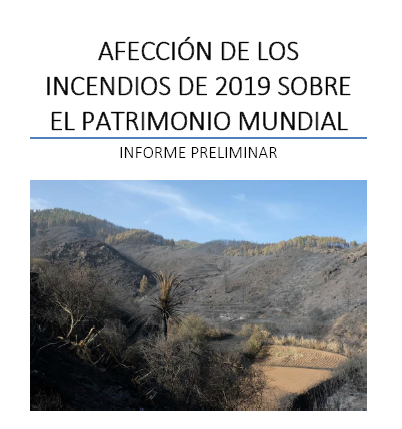 AFECCIÓN DE LOS
INCENDIOS DE 2019 SOBRE
EL PATRIMONIO MUNDIAL
INFORME PRELIMINAR